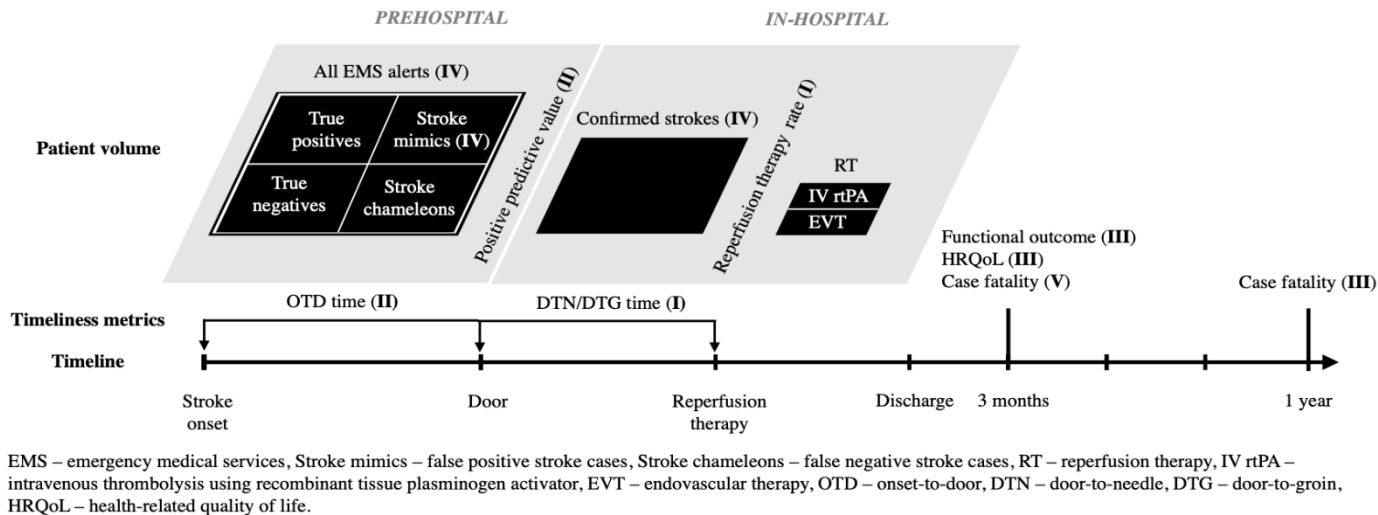 PREHOSPITAL
IN-HOSPITAL
All EMS alerts (IV)
True
positives
Stroke
mimics (IV)
True
negatives
Stroke
chameleons
Positive predictive value (II)
Confirmed strokes (IV)
Reperfusion therapy rate (I)
RT
IV rtPA
EVT
Patient volume
Functional outcome (III)
HRQoL (III)
Case fatality (V)
Case fatality (III)
OTD time (II)
DTN/DTG time (I)
Timeliness metrics
Timeline
Stroke
onset
Door
Reperfusion
therapy
Discharge
3 months
1 year
EMS – emergency medical services, Stroke mimics – false positive stroke cases, Stroke chameleons – false negative stroke cases, RT – reperfusion therapy, IV rtPA –
intravenous thrombolysis using recombinant tissue plasminogen activator, EVT – endovascular therapy, OTD – onset-to-door, DTN – door-to-needle, DTG – door-to-groin,
HRQoL – health-related quality of life.